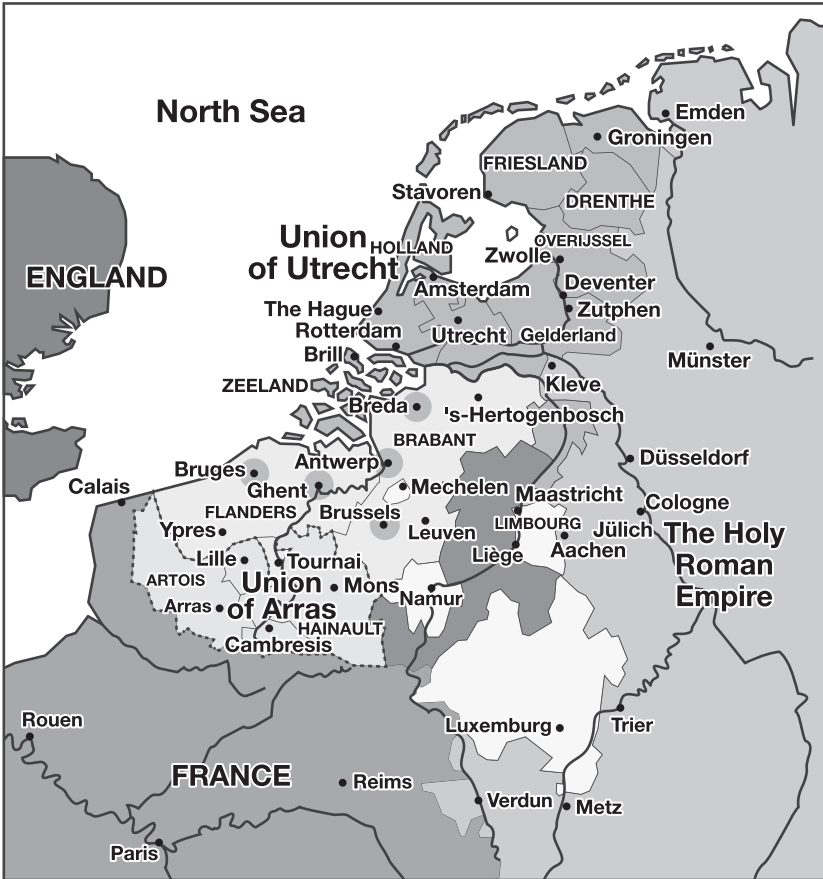 North Sea
Emden
Groningen
FRIESLAND
Stavoren
DRENTHE
Union
of Utrecht
HOLLAND
OVERIJSSEL
Zwolle
ENGLAND
Amsterdam
Deventer
Zutphen
The Hague
Rotterdam
Utrecht
Gelderland
Brill
Münster
ZEELAND
Kleve
Breda
's-Hertogenbosch
BRABANT
Bruges
Antwerp
Düsseldorf
Calais
Ghent
Mechelen
Maastricht
Cologne
FLANDERS
Brussels
LIMBOURG
Ypres
Leuven
Jülich
The Holy
Roman
Empire
Lille
Tournai
Liège
Aachen
ARTOIS
Union
of Arras
Mons
Namur
Arras
HAINAULT
Cambresis
Rouen
Luxemburg
Trier
FRANCE
Reims
Verdun
Metz
Paris